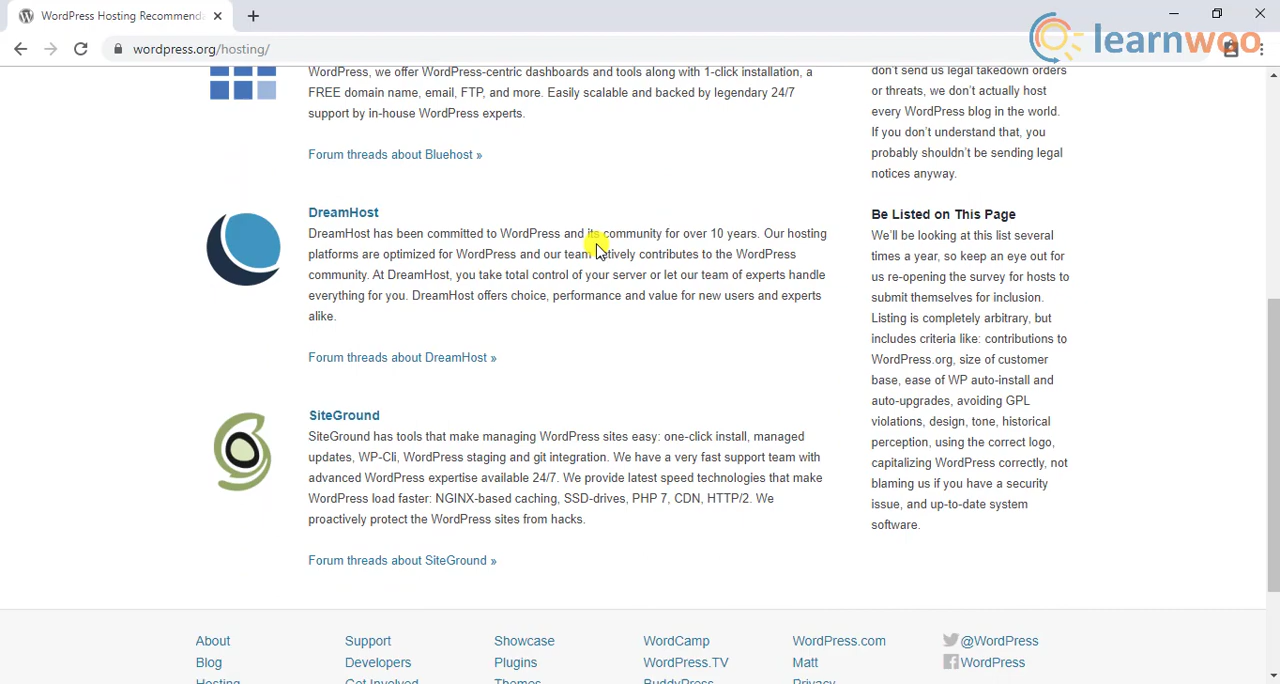 WordPress Hosting Recommenda
learnwoo
wordpress.org/hosting/
WordPress, we offer WordPress-centric dashboards and tools along with 1-click installation, a
FREE domain name, email, FTP, and more. Easily scalable and backed by legendary 24/7
support by in-house WordPress experts.
Forum threads about Bluehost »
DreamHost
DreamHost has been committed to WordPress and its community for over 10 years. Our hosting
platforms are optimized for WordPress and our team actively contributes to the WordPress
community. At DreamHost, you take total control of your server or let our team of experts handle
everything for you. DreamHost offers choice, performance and value for new users and experts
alike.
Forum threads about DreamHost »
SiteGround
SiteGround has tools that make managing WordPress sites easy: one-click install, managed
updates, WP-Cli, WordPress staging and git integration. We have a very fast support team with
advanced WordPress expertise available 24/7. We provide latest speed technologies that make
WordPress load faster: NGINX-based caching, SSD-drives, PHP 7, CDN, HTTP/2. We
proactively protect the WordPress sites from hacks.
Forum threads about SiteGround »
don't send us legal takedown orders
or threats, we don't actually host
every WordPress blog in the world.
If you don't understand that, you
probably shouldn't be sending legal
notices anyway.
Be Listed on This Page
We'll be looking at this list several
times a year, so keep an eye out for
us re-opening the survey for hosts to
submit themselves for inclusion.
Listing is completely arbitrary, but
includes criteria like: contributions to
WordPress.org, size of customer
base, ease of WP auto-install and
auto-upgrades, avoiding GPL
violations, design, tone, historical
perception, using the correct logo,
capitalizing WordPress correctly, not
blaming us if you have a security
issue, and up-to-date system
software.
About
Blog
Hosting
Support
Developers
Get Involved
Showcase
Plugins
Themes
WordCamp
WordPress.TV
BuddyPress
WordPress.com
Matt
Privacy
@WordPress
WordPress